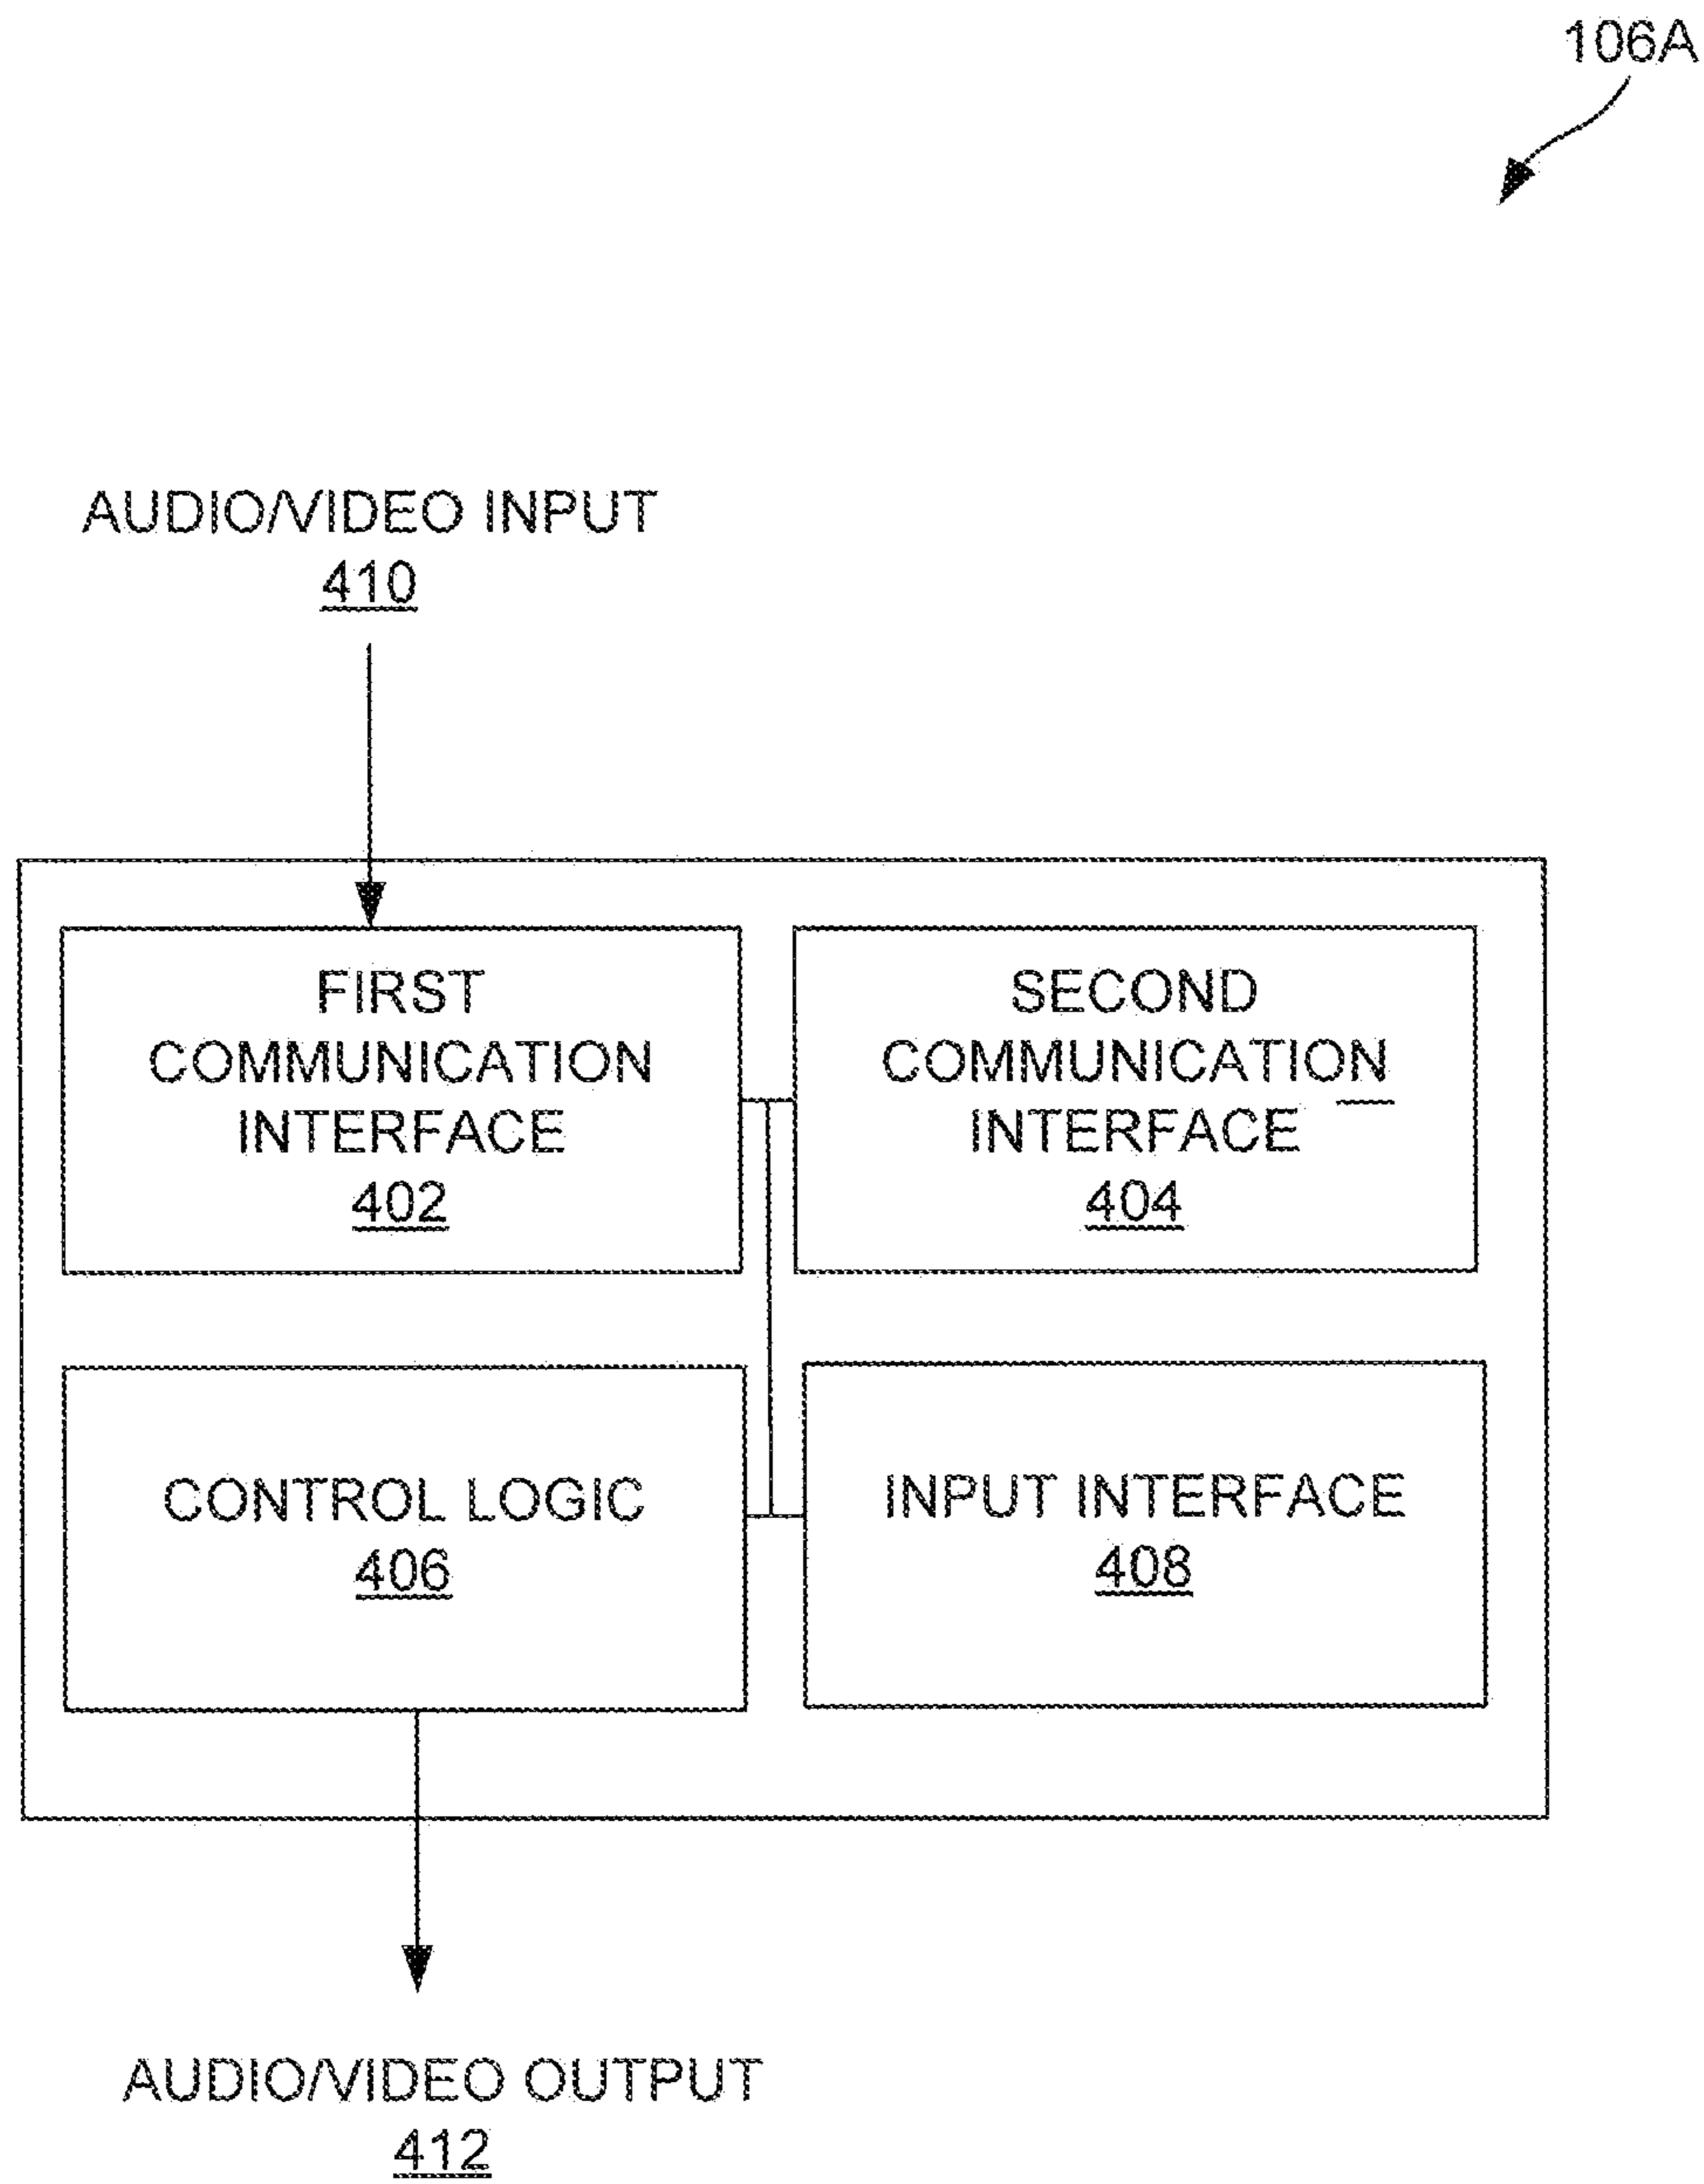 106A
AUDIO/VIDEO INPUT
410
FIRST
COMMUNICATION
INTERFACE
402
SECOND
COMMUNICATION
INTERFACE
404
CONTROL LOGIC
406
INPUT INTERFACE
408
AUDIO/VIDEO OUTPUT
412